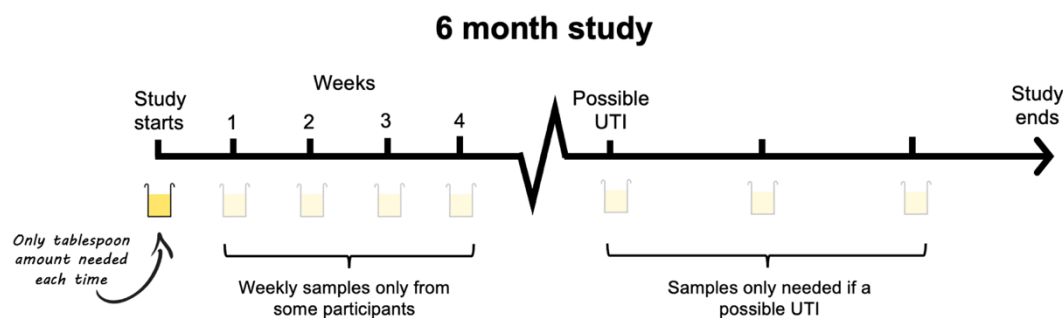 6 month study
Weeks
Study
starts
1
2
3
4
Possible
UTI
Study
ends
Only tablespoon
amount needed
each time
Weekly samples only from
some participants
Samples only needed if a
possible UTI